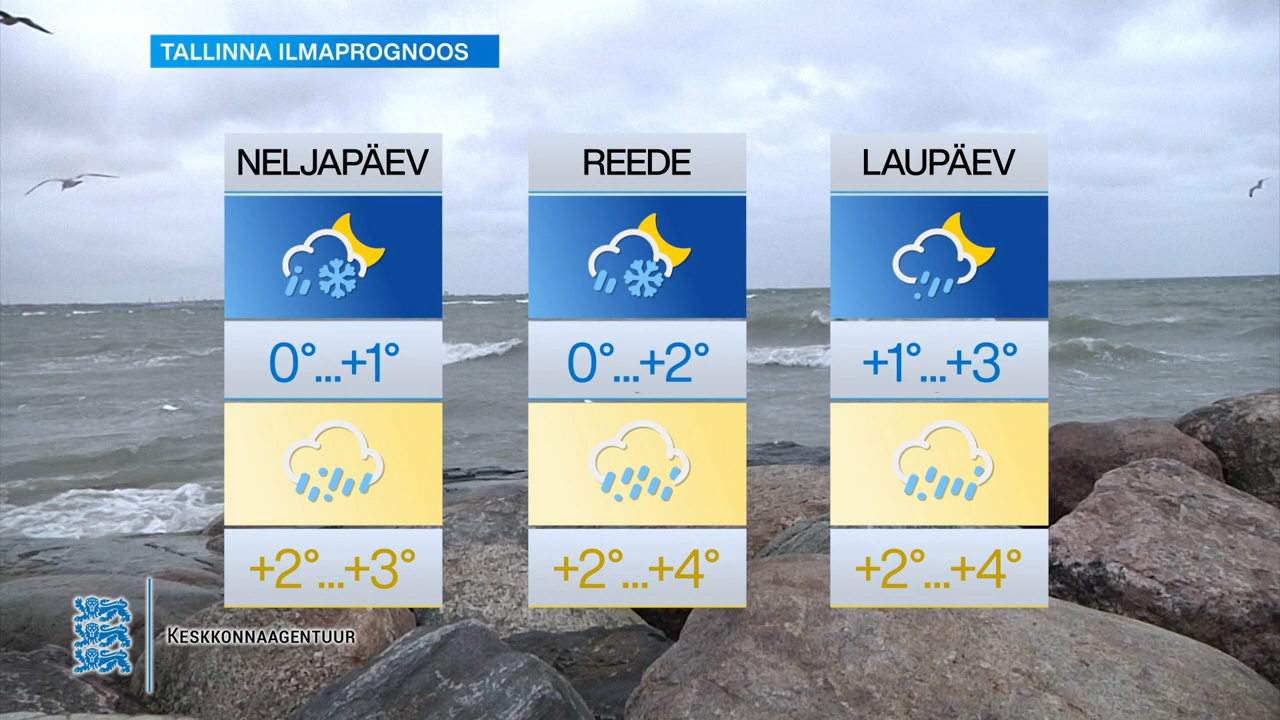 TALLINNA ILMAPROGNOOS
NELJAPÄEV
0°...+1°
+2°...+3°
REEDE
0°...+2°
+2°...+4°
LAUPÄEV
+1°...+3°
+2°...+4°
KESKKONNAAGENTUUR